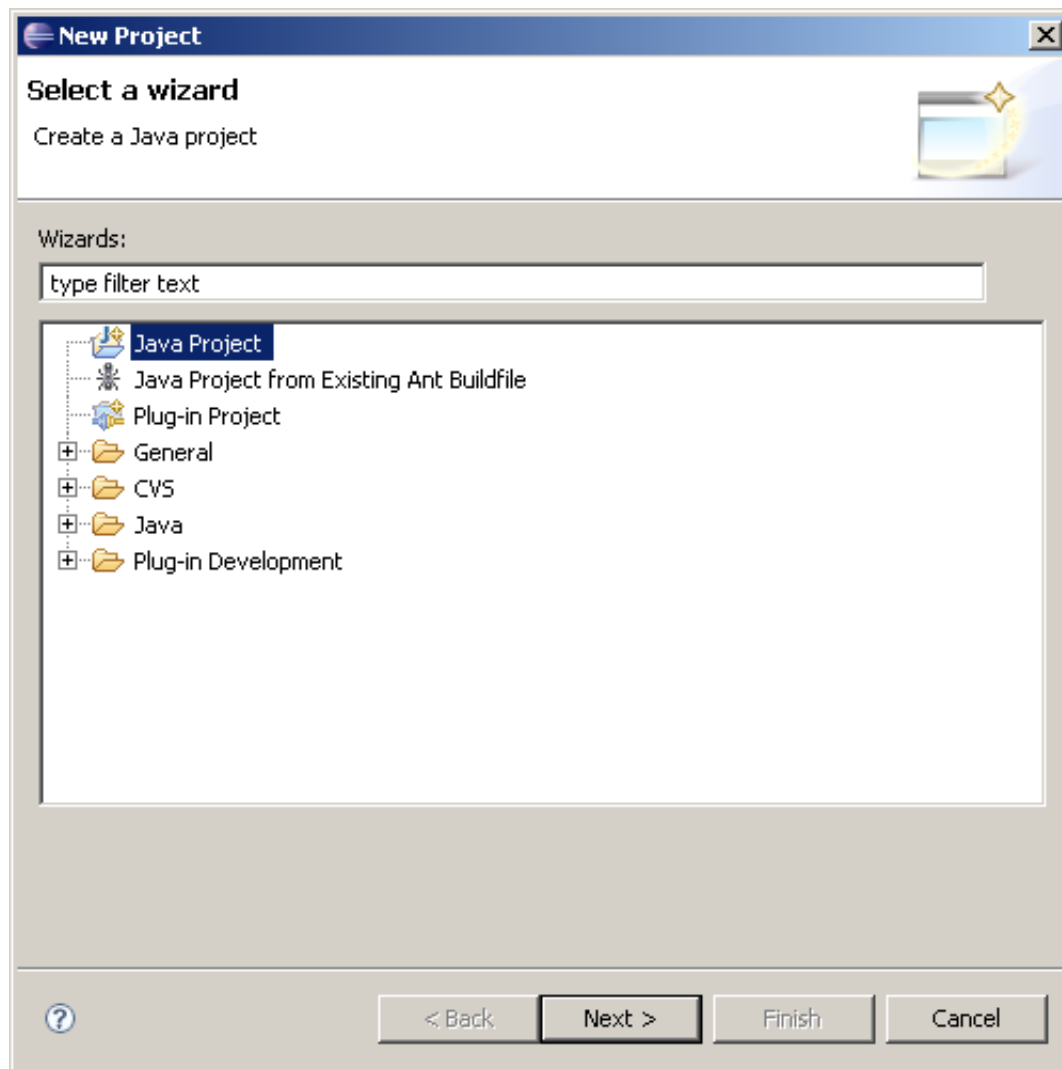 New Project
Select a wizard
Create a Java project
Wizards:
type filter text
Java Project
Java Project from Existing Ant Buildfile
Plug-in Project
General
CVS
Java
Plug-in Development
< Back Next > Finish Cancel